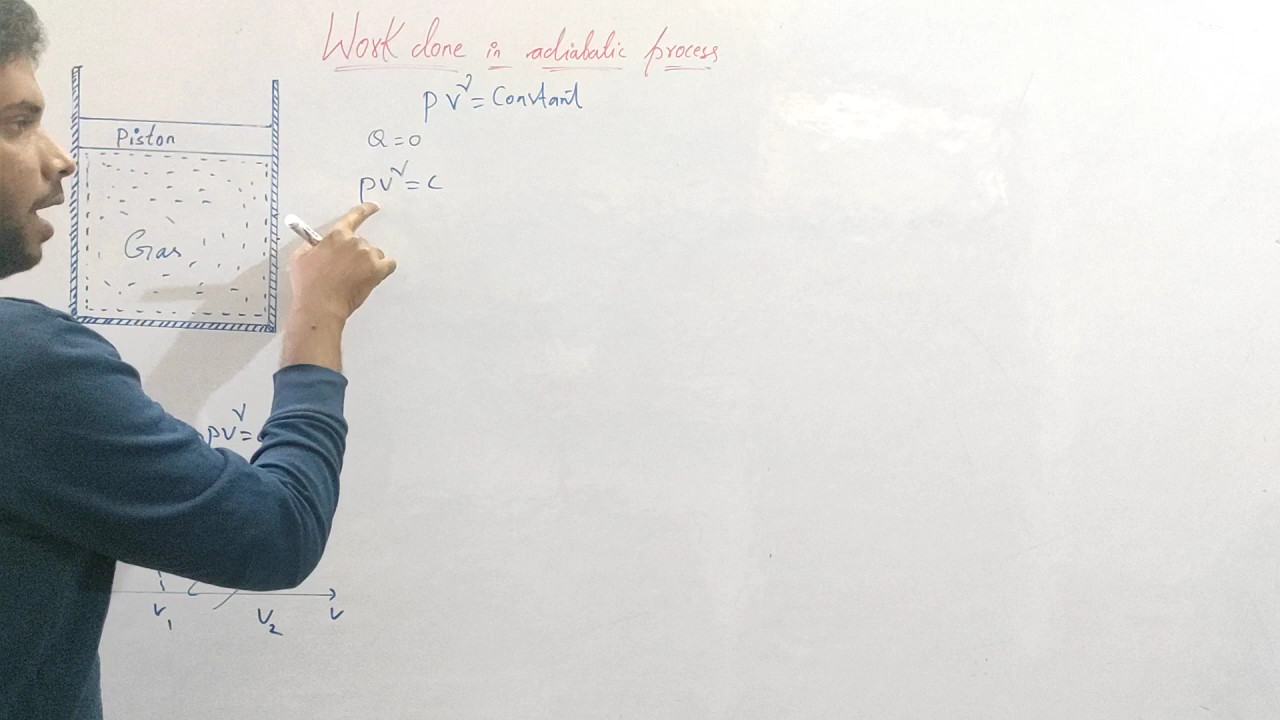 Work done in adiabatic process
PV^γ = Constant
Piston
Q = 0
PV^γ = C
Gas
PV^γ =
V₁ V₂ V